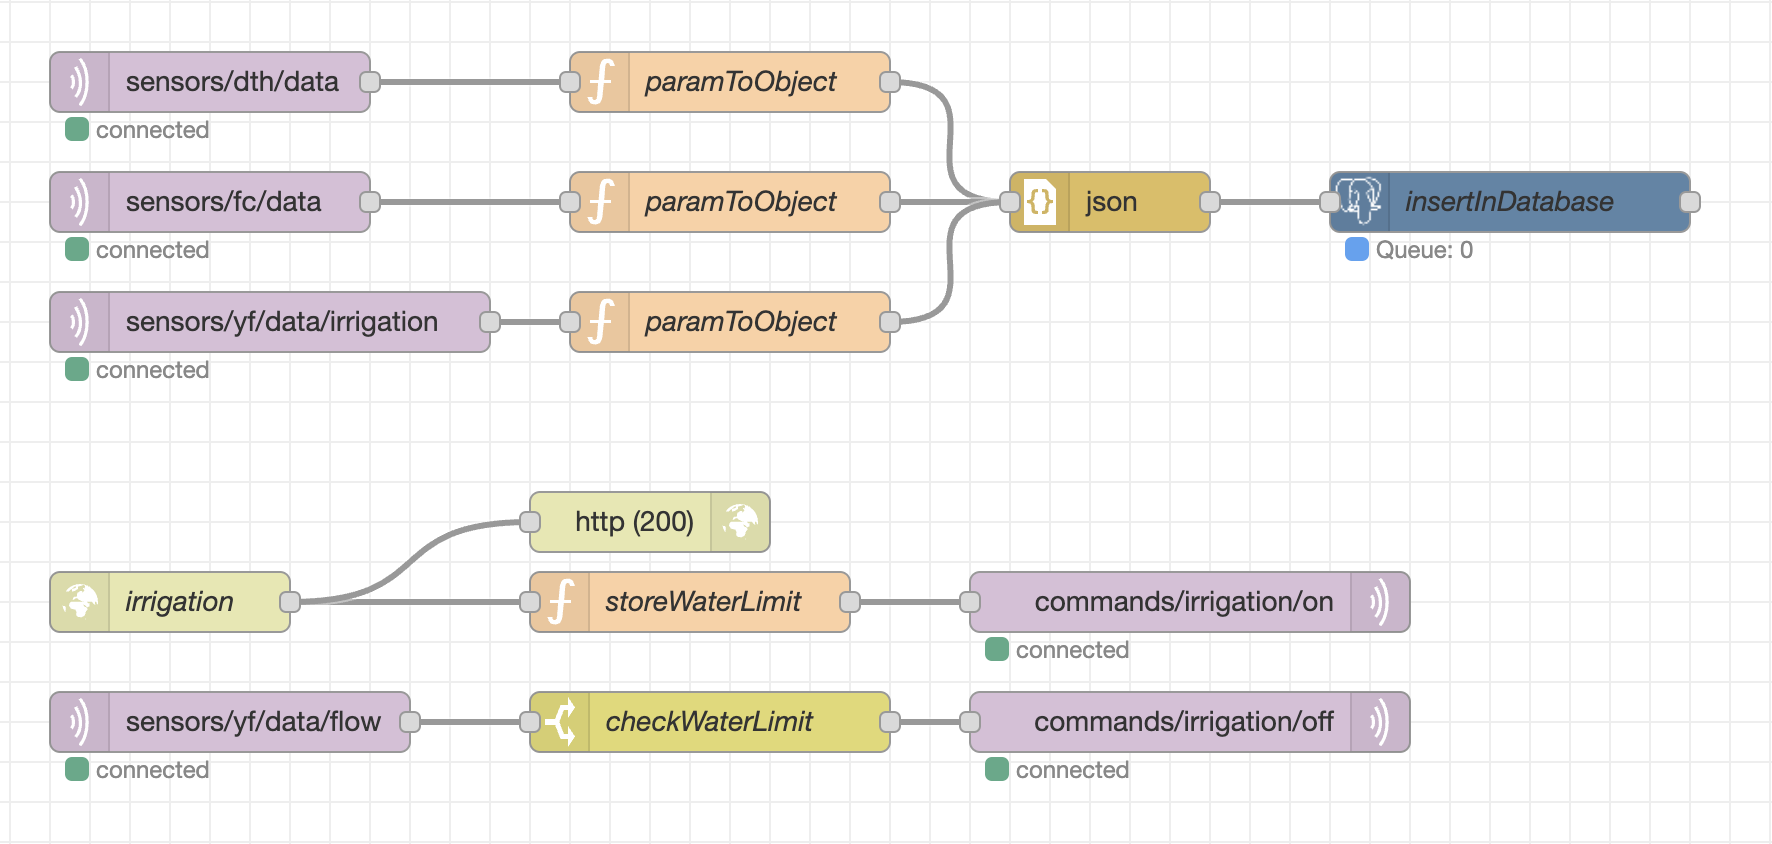 sensors/dth/data
paramToObject
connected
sensors/fc/data
paramToObject
json
insertInDatabase
connected
Queue: 0
sensors/yf/data/irrigation
paramToObject
connected
http (200)
irrigation
storeWaterLimit
commands/irrigation/on
connected
sensors/yf/data/flow
checkWaterLimit
commands/irrigation/off
connected
connected